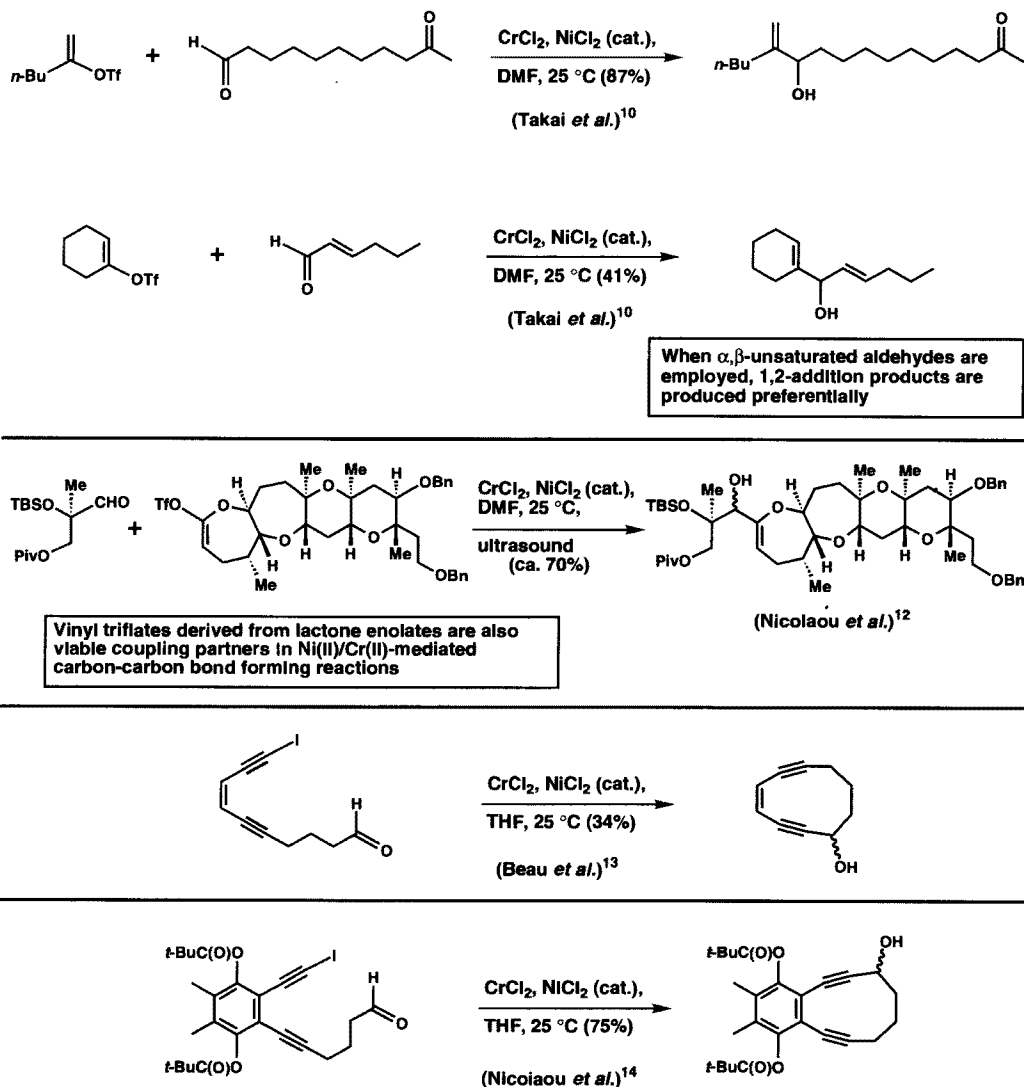 n-Bu
OTf
+
H
O
O
CrCl2, NiCl2 (cat.),
DMF, 25 °C (87%)
(Takai et al.)10
n-Bu
OH
O
OTf
+
H
O
CrCl2, NiCl2 (cat.),
DMF, 25 °C (41%)
(Takai et al.)10
OH
When α,β-unsaturated aldehydes are
employed, 1,2-addition products are
produced preferentially
TBSO
Me
CHO
PivO
+
TfO
O
H
H
O
Me
H
Me
O
Me
H
H
O
H
OBn
Me
OBn
CrCl2, NiCl2 (cat.),
DMF, 25 °C,
ultrasound
(ca. 70%)
TBSO
Me
OH
PivO
O
H
H
O
Me
H
Me
O
Me
H
H
O
H
OBn
Me
OBn
(Nicolaou et al.)12
Vinyl triflates derived from lactone enolates are also
viable coupling partners in Ni(II)/Cr(II)-mediated
carbon-carbon bond forming reactions
I
H
O
CrCl2, NiCl2 (cat.),
THF, 25 °C (34%)
(Beau et al.)13
OH
t-BuC(O)O
I
H
O
t-BuC(O)O
CrCl2, NiCl2 (cat.),
THF, 25 °C (75%)
(Nicoiaou et al.)14
t-BuC(O)O
OH
t-BuC(O)O